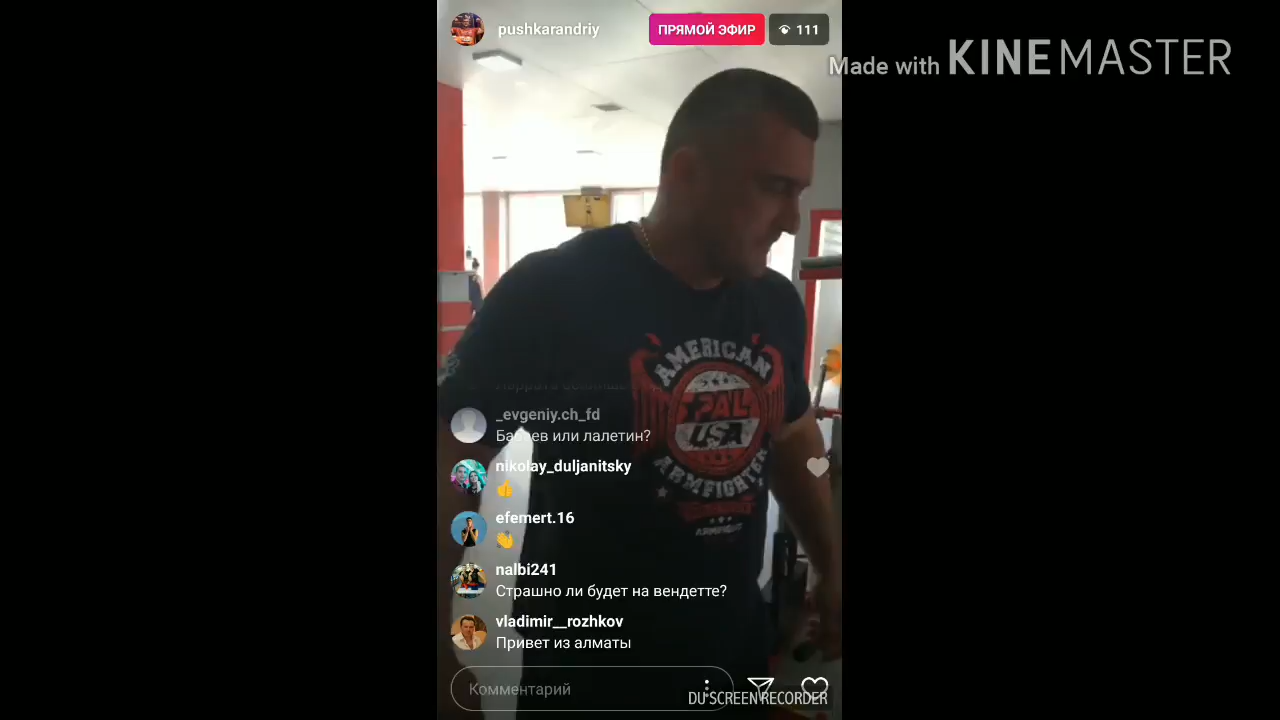 pushkarandriy
ПРЯМОЙ ЭФИР
111
Made with KINEMASTER
AMERICAN
PAL
USA
ARMFIGHTER
_evgeniy.ch_fd
Бабаев или лалетин?
nikolay_duljanitsky
👍
efemert.16
👏
nalbi241
Страшно ли будет на вендетте?
vladimir__rozhkov
Привет из алматы
Комментарий
DU SCREEN RECORDER